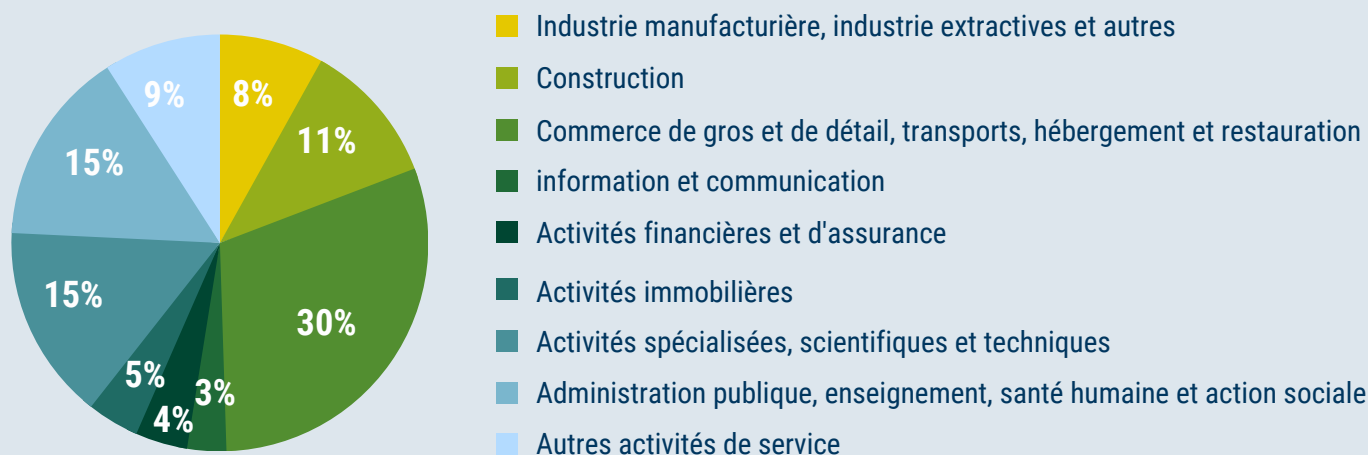 8%
11%
30%
3%
4%
5%
15%
15%
9%
Industrie manufacturière, industrie extractives et autres
Construction
Commerce de gros et de détail, transports, hébergement et restauration
information et communication
Activités financières et d'assurance
Activités immobilières
Activités spécialisées, scientifiques et techniques
Administration publique, enseignement, santé humaine et action sociale
Autres activités de service